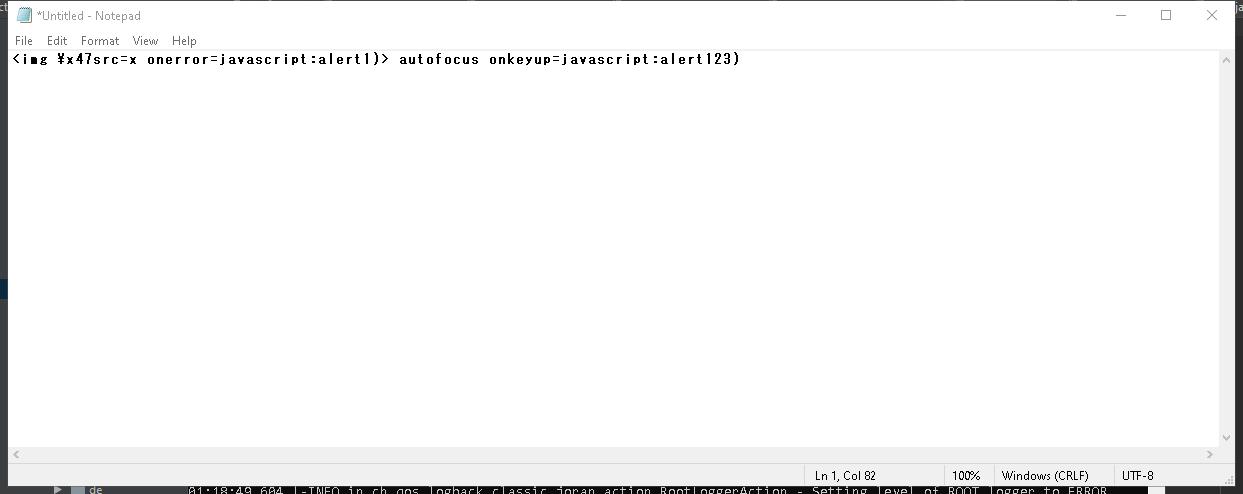 *Untitled - Notepad
File Edit Format View Help
<img ¥x47src=x onerror=javascript:alert1)> autofocus onkeyup=javascript:alert123)
Ln 1, Col 82 100% Windows (CRLF) UTF-8
de 01:18:49,604 |-INFO in ch.qos.logback.classic.joran.action.RootLoggerAction - Setting level of ROOT logger to ERROR